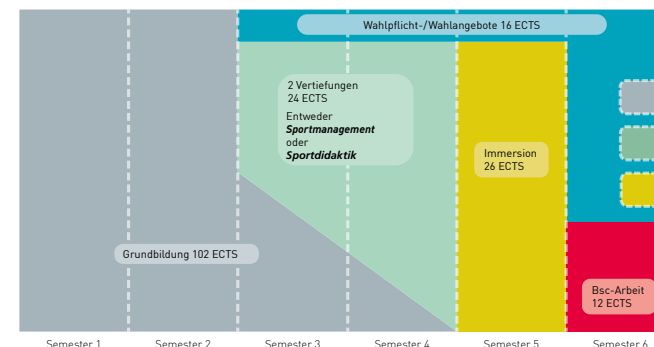 Wahlpflicht-/Wahlangebote 16 ECTS
2 Vertiefungen
24 ECTS
Entweder
Sportmanagement
oder
Sportdidaktik
Immersion
26 ECTS
Grundbildung 102 ECTS
Bsc-Arbeit
12 ECTS
Semester 1
Semester 2
Semester 3
Semester 4
Semester 5
Semester 6